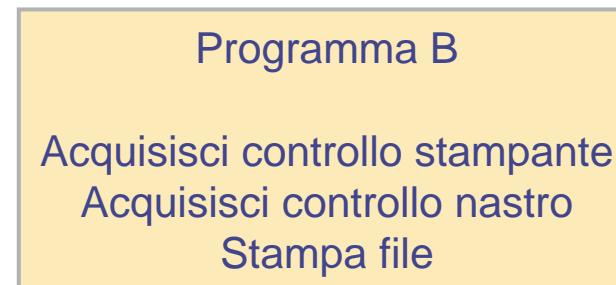 Programma B
Acquisisci controllo stampante
Acquisisci controllo nastro
Stampa file